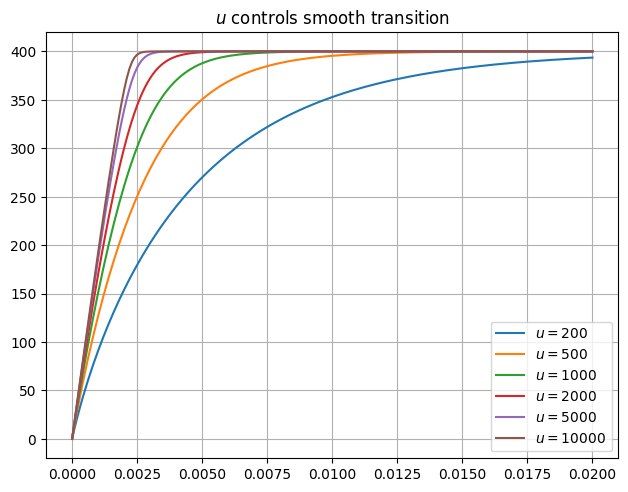 u controls smooth transition
400
350
300
250
200
150
100
50
0
0.0000 0.0025 0.0050 0.0075 0.0100 0.0125 0.0150 0.0175 0.0200
u = 200
u = 500
u = 1000
u = 2000
u = 5000
u = 10000